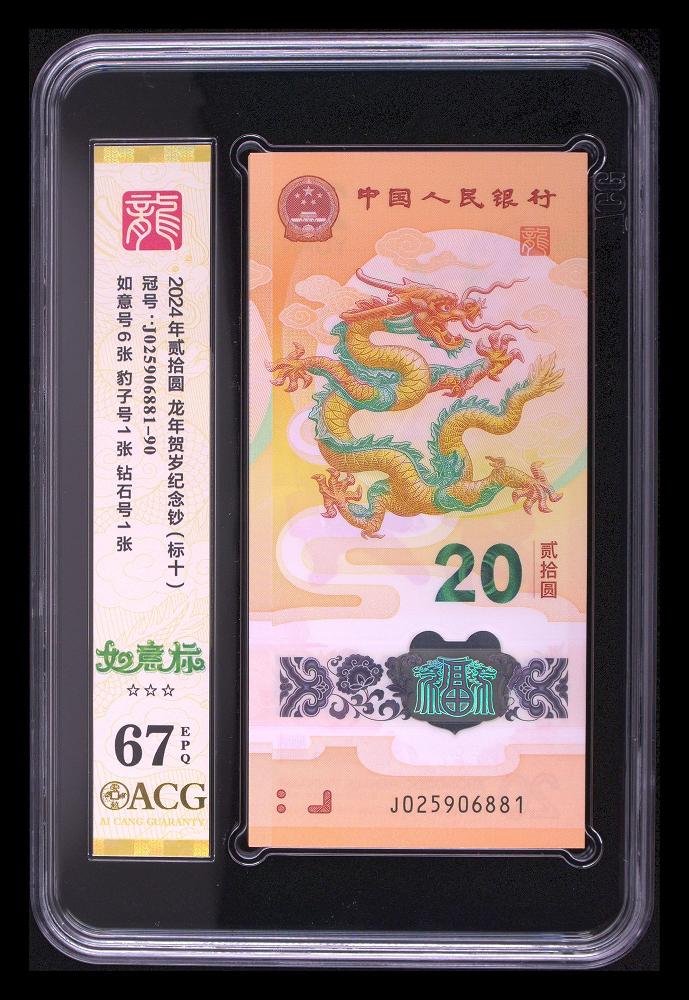 龍
2024年贰拾圆 龙年贺岁纪念钞(标十)
冠号:J025906881-90
如意号6张 豹子号1张 钻石号1张
如意标
☆☆☆
67
EPQ
ACG
AI CANG GUARANTY
中国人民银行
龍
20
贰拾圆
福
J025906881
ACG